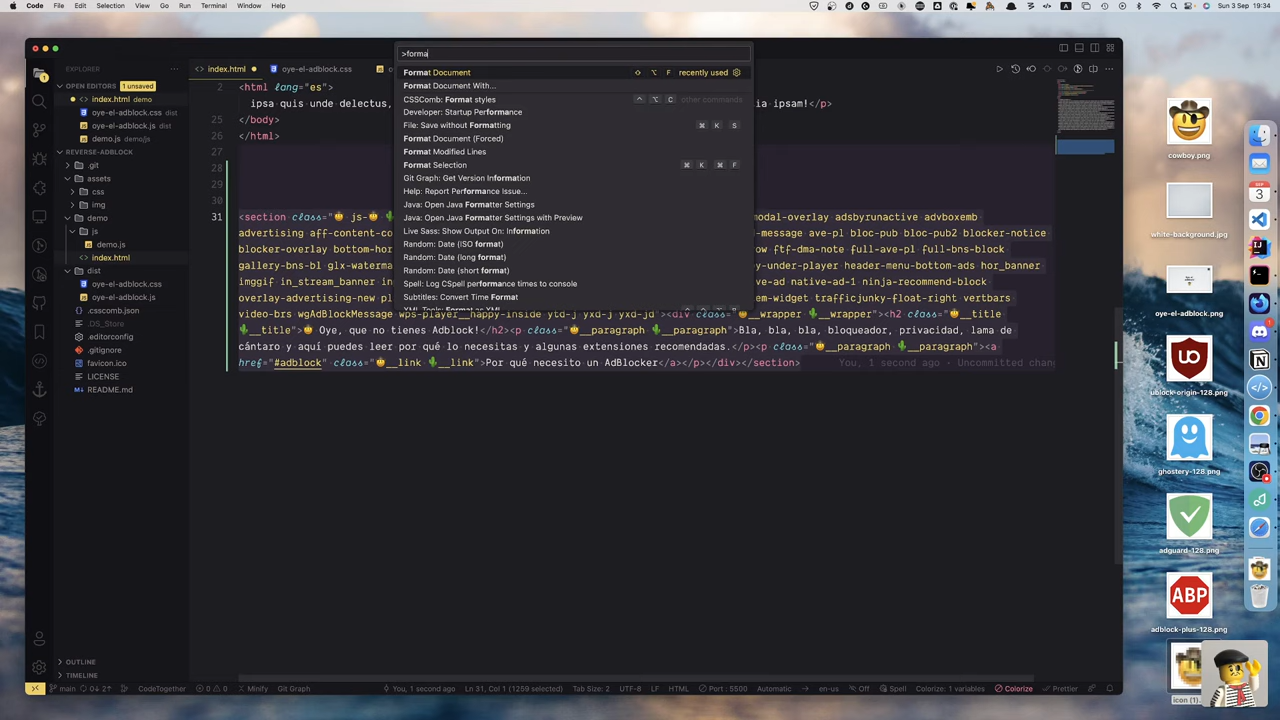 Code File Edit Selection View Go Run Terminal Window Help
Sun 3 Sep 19:34
EXPLORER
OPEN EDITORS 1 unsaved
index.html demo
oye-el-adblock.css dist
oye-el-adblock.js dist
demo.js demo/js
REVERSE-ADBLOCK
.git
assets
css
img
demo
js
demo.js
index.html
dist
oye-el-adblock.css
oye-el-adblock.js
.csscomb.json
.DS_Store
.editorconfig
.gitignore
favicon.ico
LICENSE
README.md
OUTLINE
TIMELINE
index.html
oye-el-adblock.css
>forma
Format Document ⇧ ⌥ F recently used
Format Document With...
CSSComb: Format styles ^ ⌥ C other commands
Developer: Startup Performance
File: Save without Formatting ⌘ K S
Format Document (Forced)
Format Modified Lines
Format Selection ⌘ K ⌘ F
Git Graph: Get Version Information
Help: Report Performance Issue...
Java: Open Java Formatter Settings
Java: Open Java Formatter Settings with Preview
Live Sass: Show Output On: Information
Random: Date (ISO format)
Random: Date (long format)
Random: Date (short format)
Spell: Log CSpell performance times to console
Subtitles: Convert Time Format
2 <html lang="es">
ipsa quis unde delectus, am ipsa!</p>
25 </body>
26 </html>
27
28
29
30
31 <section class="🤠 js-🤠 modal-overlay adsbyrunactive advboxemb
advertising aff-content-co -message ave-pl bloc-pub bloc-pub2 blocker-notice
blocker-overlay bottom-hor ow ftf-dma-note full-ave-pl full-bns-block
gallery-bns-bl glx-waterma -under-player header-menu-bottom-ads hor_banner
imggif in_stream_banner in ve-ad native-ad-1 ninja-recommend-block
overlay-advertising-new pl em-widget trafficjunky-float-right vertbars
video-brs wgAdBlockMessage wps-player__happy-inside ytd-j yxd-j yxd-jd"><div class="🤠__wrapper 🌵__wrapper"><h2 class="🤠__title
🌵__title">🤠 Oye, que no tienes Adblock!</h2><p class="🤠__paragraph 🌵__paragraph">Bla, bla, bla, bloqueador, privacidad, lama de
cántaro y aquí puedes leer por qué lo necesitas y algunas extensiones recomendadas.</p><p class="🤠__paragraph 🌵__paragraph"><a
href="#adblock" class="🤠__link 🌵__link">Por qué necesito un AdBlocker</a></p></div></section> You, 1 second ago • Uncommitted chan
main 0↓ 2↑ CodeTogether 0 0 Minify Git Graph You, 1 second ago Ln 31, Col 1 (1259 selected) Tab Size: 2 UTF-8 LF HTML Port : 5500 Automatic en-us Off Spell Colorize: 1 variables Colorize Prettier
cowboy.png
white-background.jpg
oye-el-adblock.png
ublock-origin-128.png
ghostery-128.png
adguard-128.png
ABP
adblock-plus-128.png
icon (1)
SEP
3